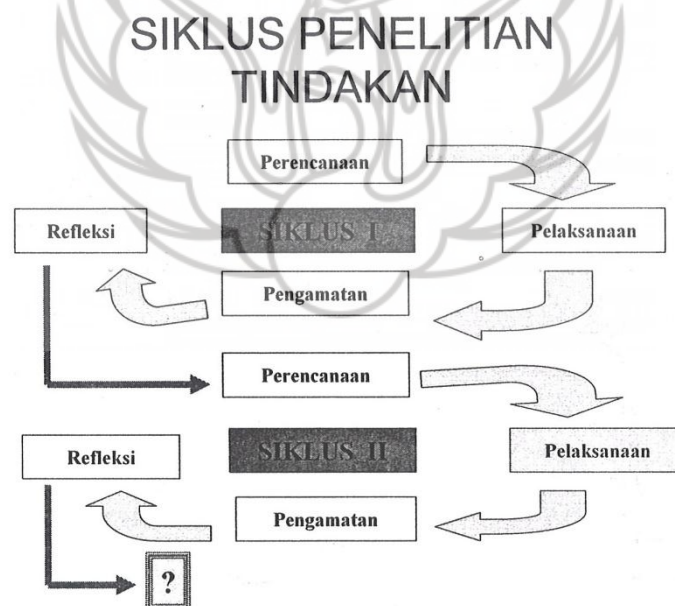 SIKLUS PENELITIAN
TINDAKAN
Perencanaan
Refleksi
SIKLUS I
Pelaksanaan
Pengamatan
Perencanaan
Refleksi
SIKLUS II
Pelaksanaan
Pengamatan
?